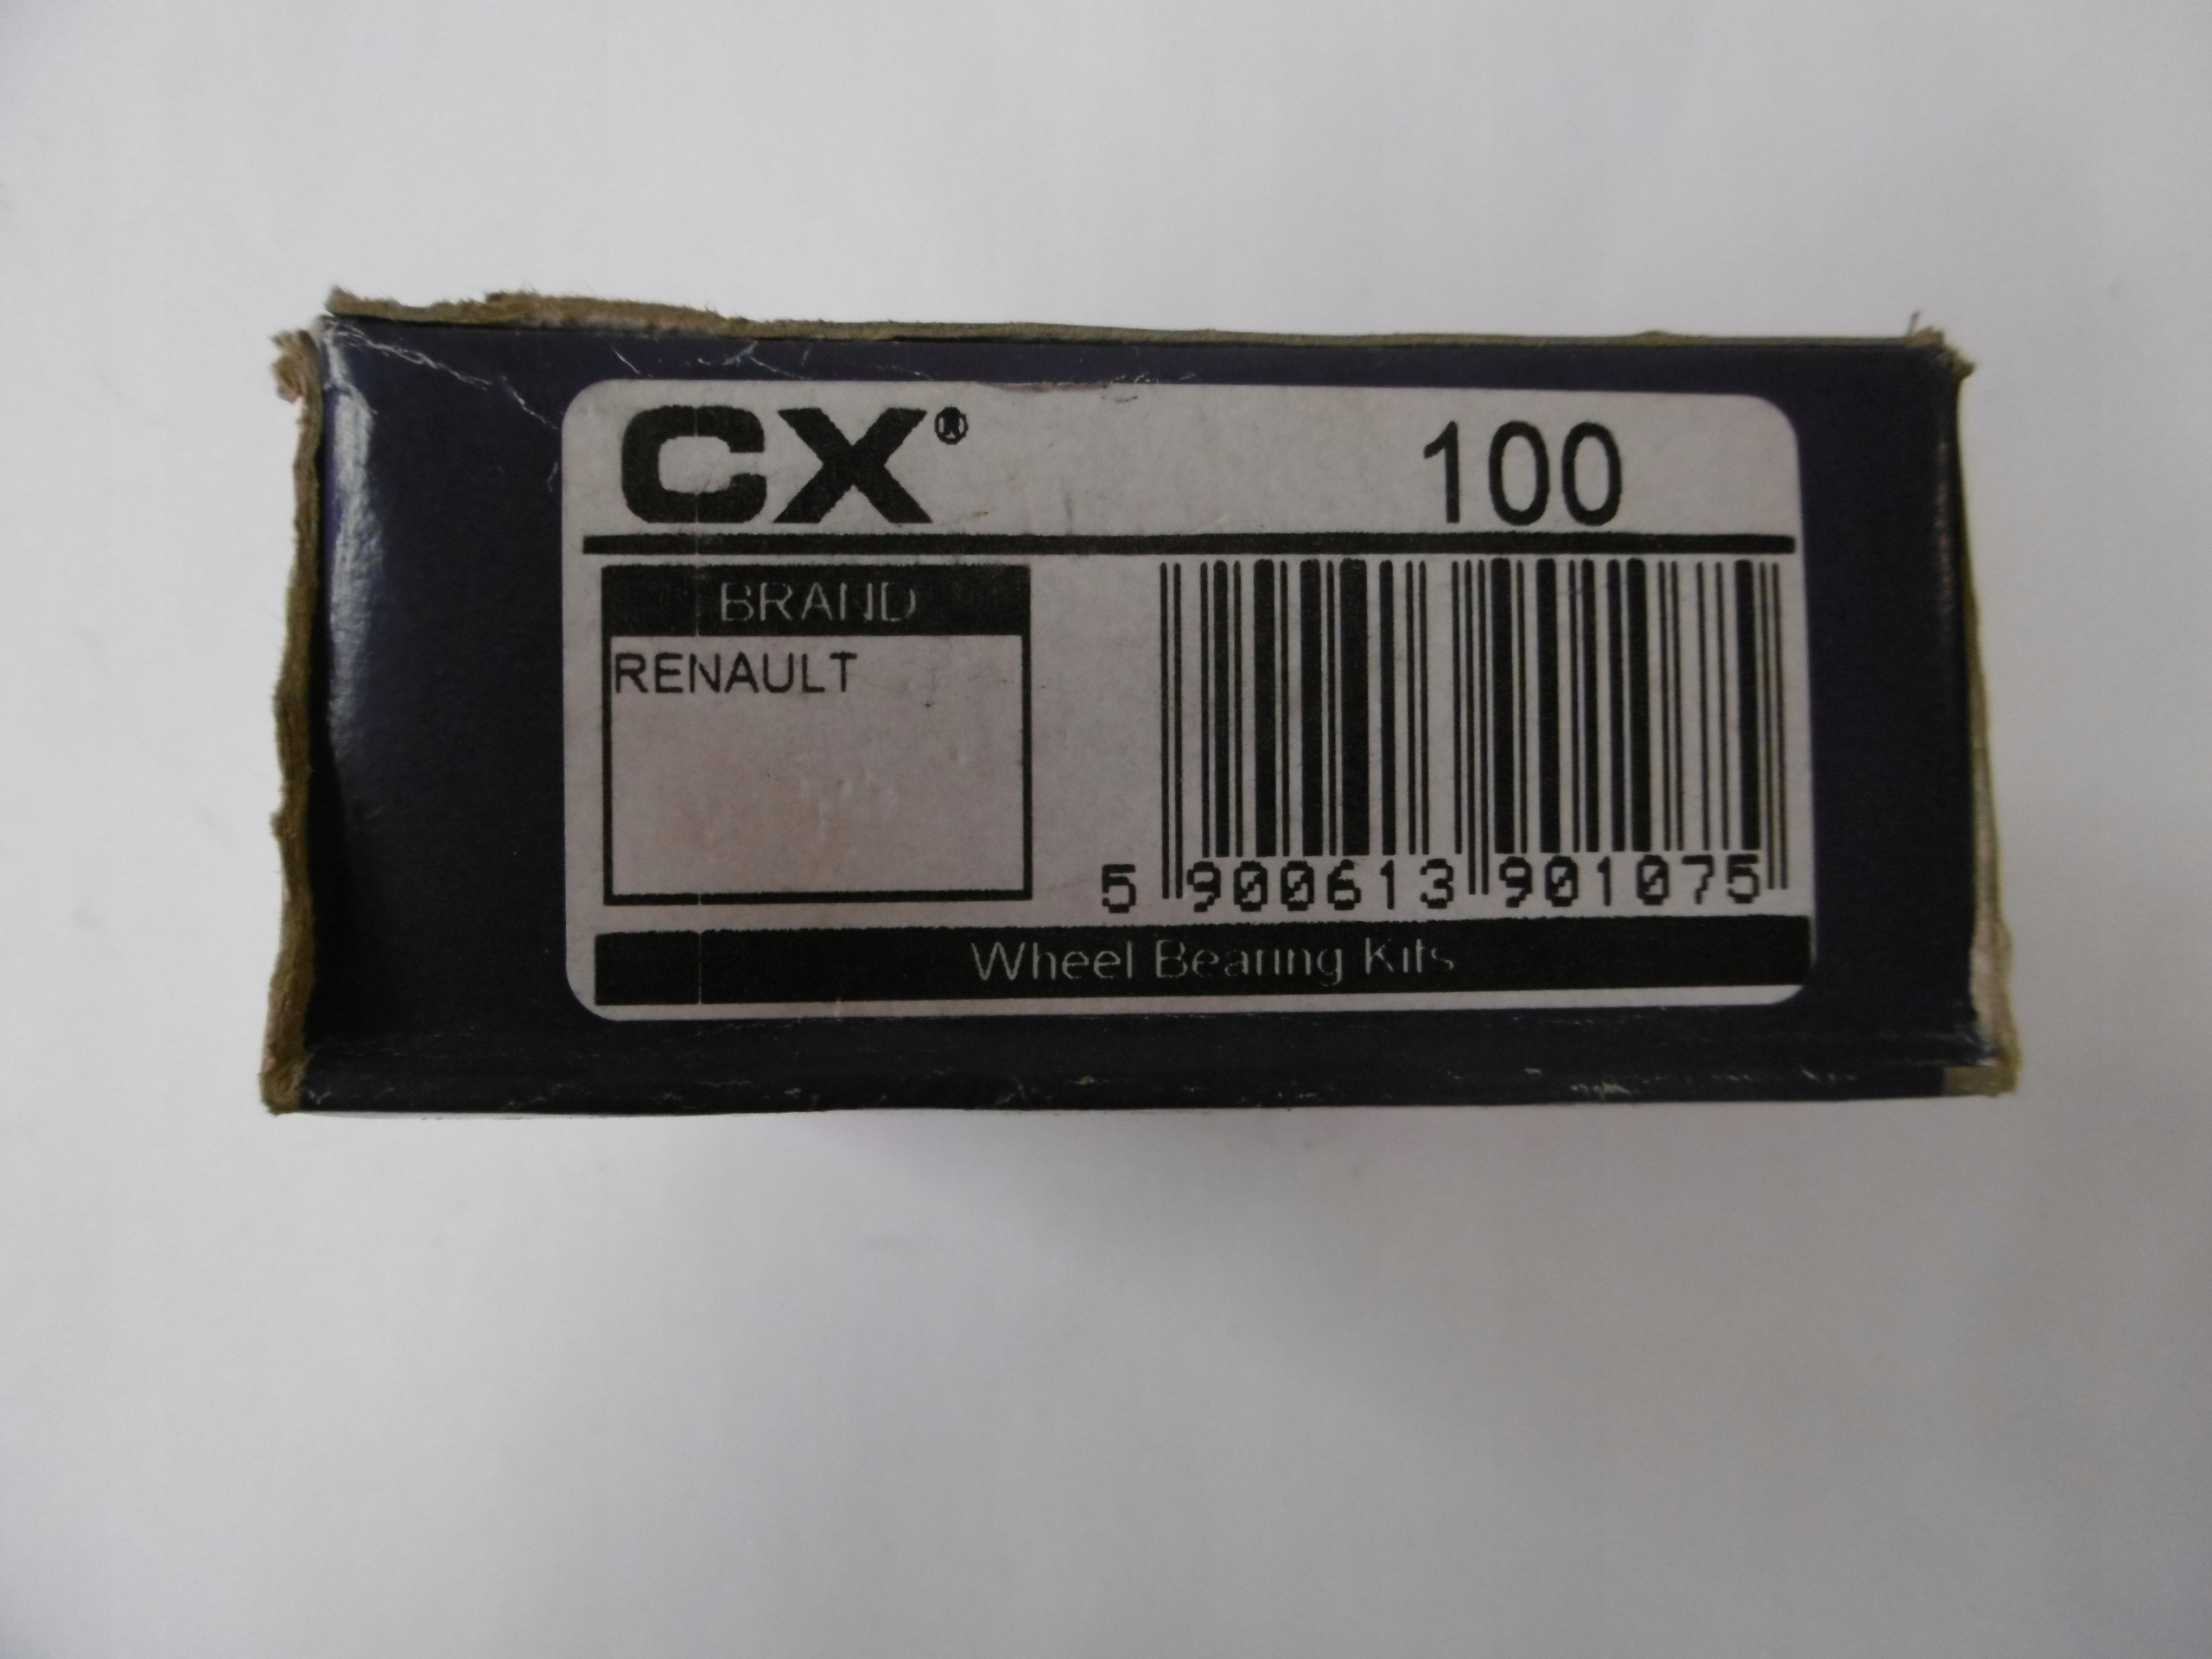 CX® 100
BRAND
RENAULT
5 900613 901075
Wheel Bearing Kits